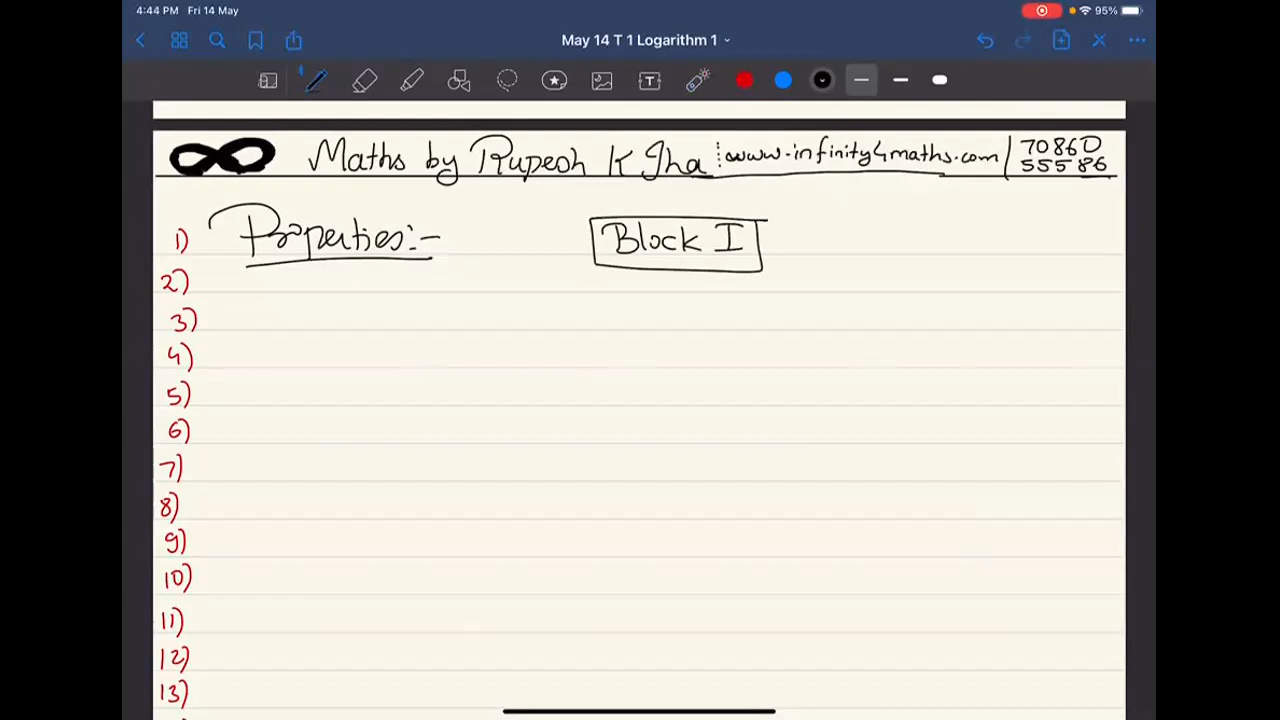 4:44 PM Fri 14 May
95%
May 14 T 1 Logarithm 1
Maths by Rupesh K Jha www.infinity4maths.com 70860
55586
1) Properties:-
Block I
2)
3)
4)
5)
6)
7)
8)
9)
10)
11)
12)
13)